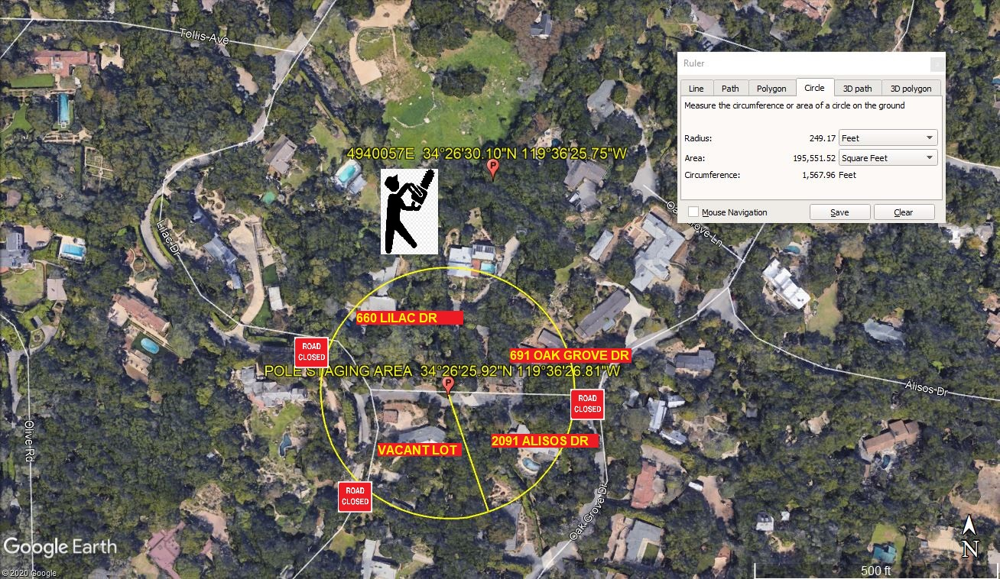 Tollis Ave
Ruler
Line Path Polygon Circle 3D path 3D polygon
Measure the circumference or area of a circle on the ground
Radius: 249.17 Feet
Area: 195,551.52 Square Feet
Circumference: 1,567.96 Feet
Mouse Navigation Save Clear
4940057E 34°26'30.10"N 119°36'25.75"W
P
Oak Grove Ln
Lilac Dr
660 LILAC DR
ROAD
CLOSED
691 OAK GROVE DR
POLE STAGING AREA 34°26'25.92"N 119°36'26.81"W
P
Alisos Dr
ROAD
CLOSED
Olive Rd
VACANT LOT
2091 ALISOS DR
ROAD
CLOSED
Oak Grove Dr
Google Earth
N
500 ft
© 2020 Google